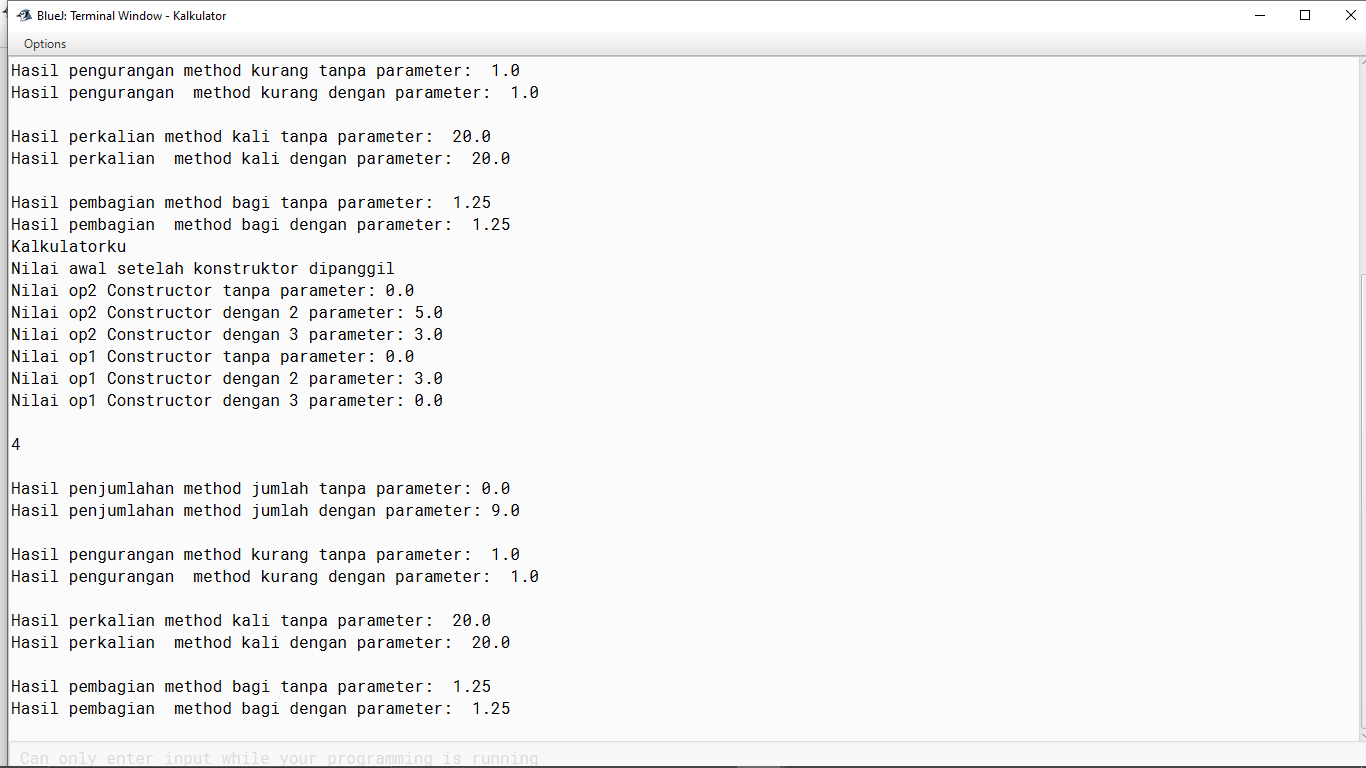 BlueJ: Terminal Window - Kalkulator
Options
Hasil pengurangan method kurang tanpa parameter:  1.0
Hasil pengurangan  method kurang dengan parameter:  1.0
Hasil perkalian method kali tanpa parameter:  20.0
Hasil perkalian  method kali dengan parameter:  20.0
Hasil pembagian method bagi tanpa parameter:  1.25
Hasil pembagian  method bagi dengan parameter:  1.25
Kalkulatorku
Nilai awal setelah konstruktor dipanggil
Nilai op2 Constructor tanpa parameter: 0.0
Nilai op2 Constructor dengan 2 parameter: 5.0
Nilai op2 Constructor dengan 3 parameter: 3.0
Nilai op1 Constructor tanpa parameter: 0.0
Nilai op1 Constructor dengan 2 parameter: 3.0
Nilai op1 Constructor dengan 3 parameter: 0.0
4
Hasil penjumlahan method jumlah tanpa parameter: 0.0
Hasil penjumlahan method jumlah dengan parameter: 9.0
Hasil pengurangan method kurang tanpa parameter:  1.0
Hasil pengurangan  method kurang dengan parameter:  1.0
Hasil perkalian method kali tanpa parameter:  20.0
Hasil perkalian  method kali dengan parameter:  20.0
Hasil pembagian method bagi tanpa parameter:  1.25
Hasil pembagian  method bagi dengan parameter:  1.25
Can only enter input while your programming is running